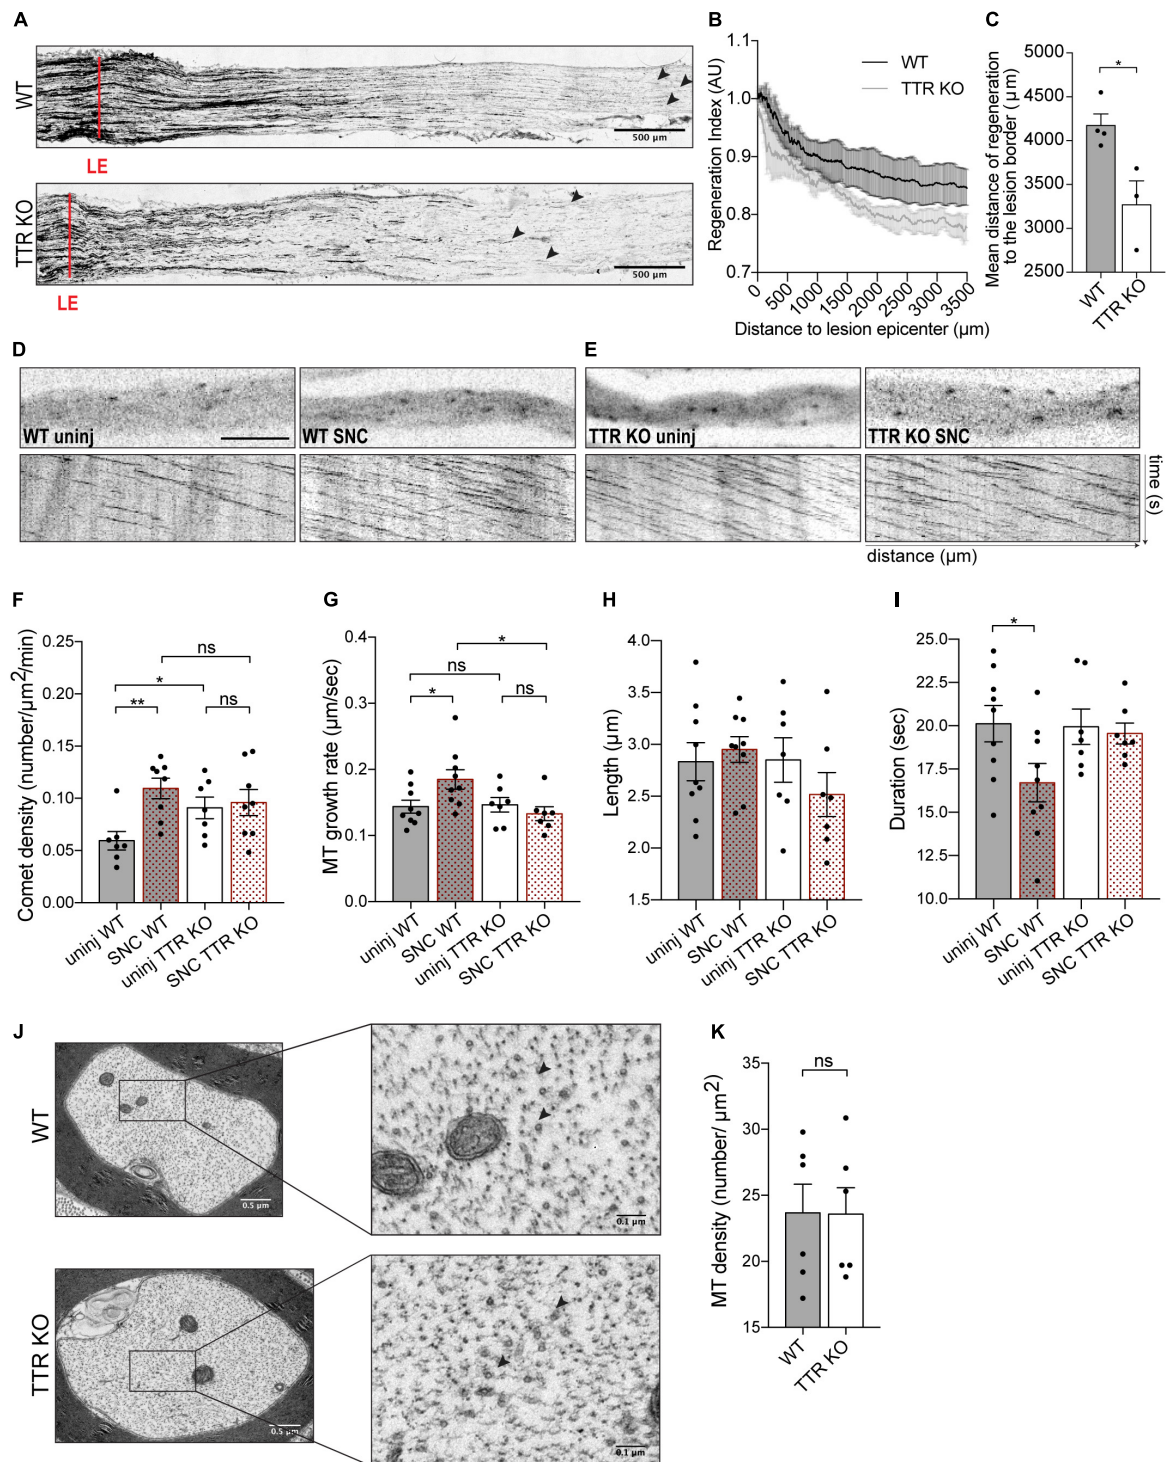 A
WT
LE
500 µm
TTR KO
LE
500 µm
B
1.1
1.0
0.9
0.8
0.7
Regeneration Index (AU)
WT
TTR KO
0
500
1000
1500
2000
2500
3000
3500
Distance to lesion epicenter (µm)
C
5000
4500
4000
3500
3000
2500
Mean distance of regeneration
to the lesion border (µm)
*
WT
TTR KO
D
WT uninj
WT SNC
E
TTR KO uninj
TTR KO SNC
time (s)
distance (µm)
F
0.25
0.20
0.15
0.10
0.05
0.00
Comet density (number/µm²/min)
ns
*
**
ns
uninj WT
SNC WT
uninj TTR KO
SNC TTR KO
G
0.4
0.3
0.2
0.1
0.0
MT growth rate (µm/sec)
*
ns
*
ns
uninj WT
SNC WT
uninj TTR KO
SNC TTR KO
H
4.0
3.5
3.0
2.5
2.0
1.5
Length (µm)
uninj WT
SNC WT
uninj TTR KO
SNC TTR KO
I
25.0
22.5
20.0
17.5
15.0
12.5
10.0
Duration (sec)
*
uninj WT
SNC WT
uninj TTR KO
SNC TTR KO
J
WT
0.5 µm
0.1 µm
TTR KO
0.5 µm
0.1 µm
K
35
30
25
20
15
MT density (number/ µm²)
ns
WT
TTR KO